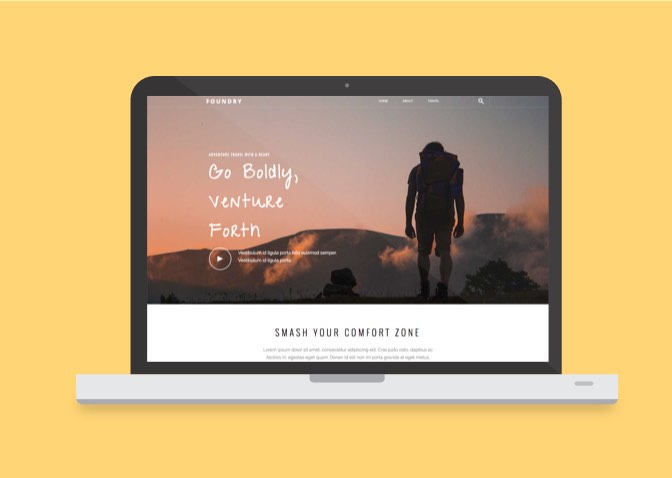 FOUNDRY
HOME ABOUT TRAVEL
ADVENTURE TRAVEL WITH A HEART
Go Boldly,
venture
Forth
Vestibulum id ligula porta felis euismod semper.
Vestibulum id ligula porta
SMASH YOUR COMFORT ZONE
Lorem ipsum dolor sit amet, consectetur adipiscing elit. Cras justo odio, dapibus ac
facilisis in, egestas eget quam. Donec id elit non mi porta gravida at eget metus.